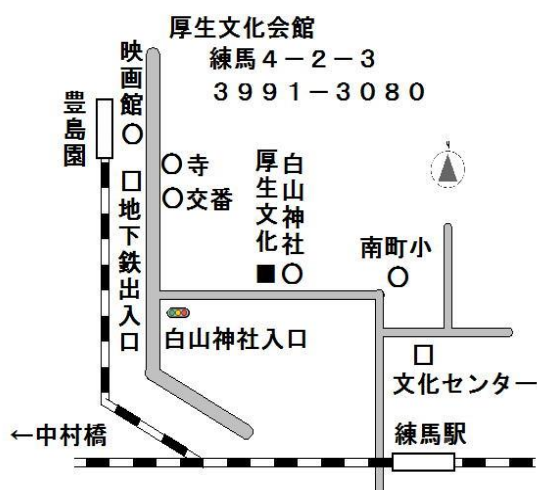 厚生文化会館
練馬４－２－３
３９９１－３０８０
映画館
豊島園
寺
交番
地下鉄出入口
厚生文化
白山神社
南町小
白山神社入口
文化センター
←中村橋
練馬駅